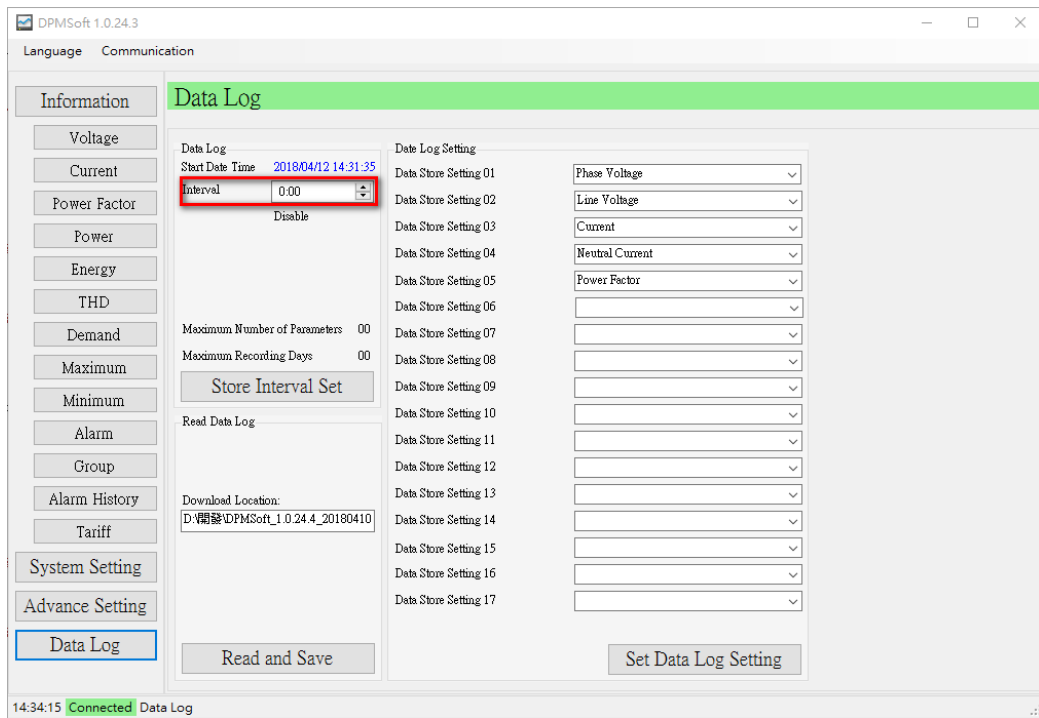 DPMSoft 1.0.24.3
Language Communication
Information
Voltage
Current
Power Factor
Power
Energy
THD
Demand
Maximum
Minimum
Alarm
Group
Alarm History
Tariff
System Setting
Advance Setting
Data Log
Data Log
Data Log
Start Date Time 2018/04/12 14:31:35
Interval 0:00
Disable
Maximum Number of Parameters 00
Maximum Recording Days 00
Store Interval Set
Read Data Log
Download Location:
D:\開發\DPMSoft_1.0.24.4_20180410
Read and Save
Date Log Setting
Data Store Setting 01 Phase Voltage
Data Store Setting 02 Line Voltage
Data Store Setting 03 Current
Data Store Setting 04 Neutral Current
Data Store Setting 05 Power Factor
Data Store Setting 06
Data Store Setting 07
Data Store Setting 08
Data Store Setting 09
Data Store Setting 10
Data Store Setting 11
Data Store Setting 12
Data Store Setting 13
Data Store Setting 14
Data Store Setting 15
Data Store Setting 16
Data Store Setting 17
Set Data Log Setting
14:34:15 Connected Data Log